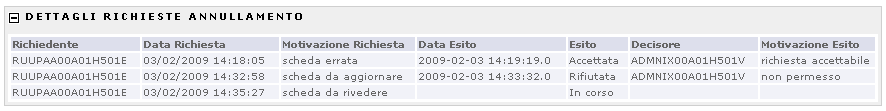 DETTAGLI RICHIESTE ANNULLAMENTO
Richiedente Data Richiesta Motivazione Richiesta Data Esito Esito Decisore Motivazione Esito
RUUPAA00A01H501E 03/02/2009 14:18:05 scheda errata 2009-02-03 14:19:19.0 Accettata ADMNIX00A01H501V richiesta accettabile
RUUPAA00A01H501E 03/02/2009 14:32:58 scheda da aggiornare 2009-02-03 14:33:32.0 Rifiutata ADMNIX00A01H501V non permesso
RUUPAA00A01H501E 03/02/2009 14:35:27 scheda da rivedere In corso